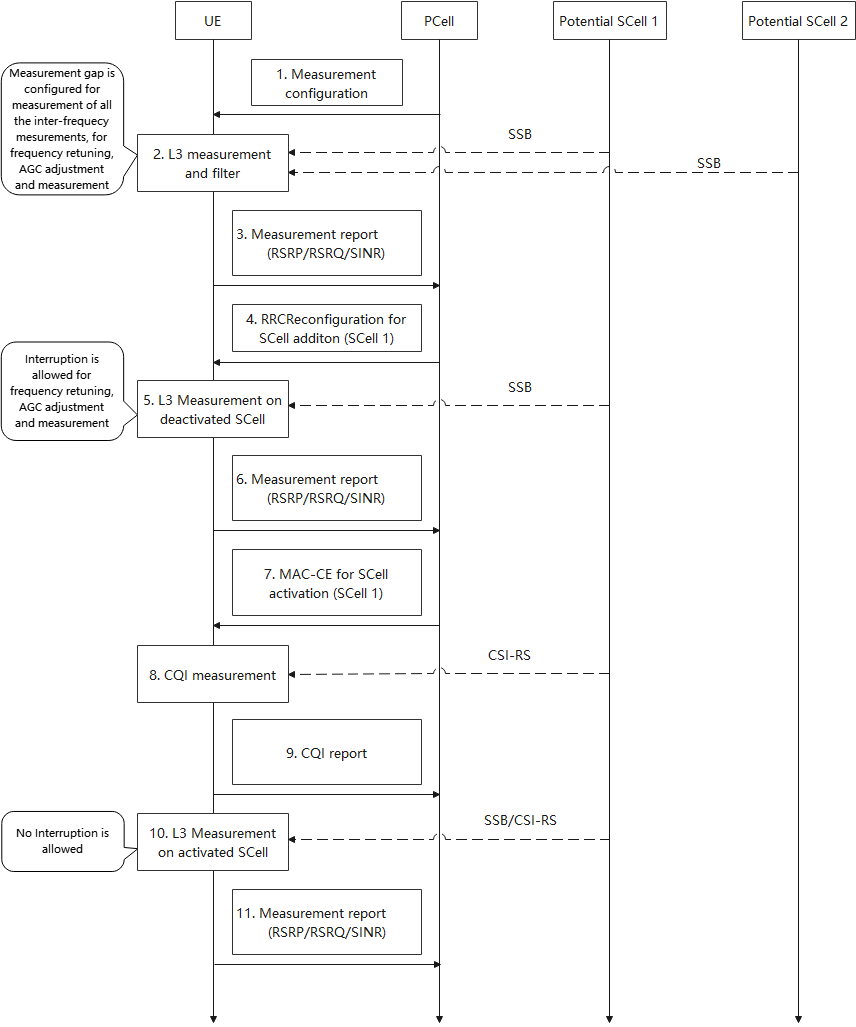 UE
PCell
Potential SCell 1
Potential SCell 2
1. Measurement
configuration
Measurement gap is
configured for
measurement of all
the inter-frequecy
mesurements, for
frequency retuning,
AGC adjustment
and measurement
SSB
2. L3 measurement
and filter
SSB
3. Measurement report
(RSRP/RSRQ/SINR)
4. RRCReconfiguration for
SCell additon (SCell 1)
Interruption is
allowed for
frequency retuning,
AGC adjustment
and measurement
SSB
5. L3 Measurement on
deactivated SCell
6. Measurement report
(RSRP/RSRQ/SINR)
7. MAC-CE for SCell
activation (SCell 1)
CSI-RS
8. CQI measurement
9. CQI report
SSB/CSI-RS
No Interruption is
allowed
10. L3 Measurement
on activated SCell
11. Measurement report
(RSRP/RSRQ/SINR)